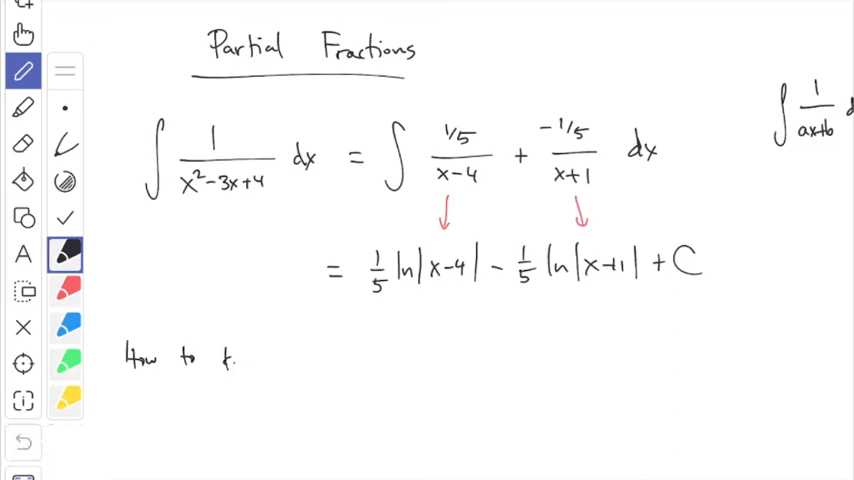 Partial Fractions
∫ 1/(x²-3x+4) dx = ∫ (1/5)/(x-4) + (-1/5)/(x+1) dx
∫ 1/(ax+b) d
= 1/5 ln|x-4| - 1/5 ln|x+1| + C
How to